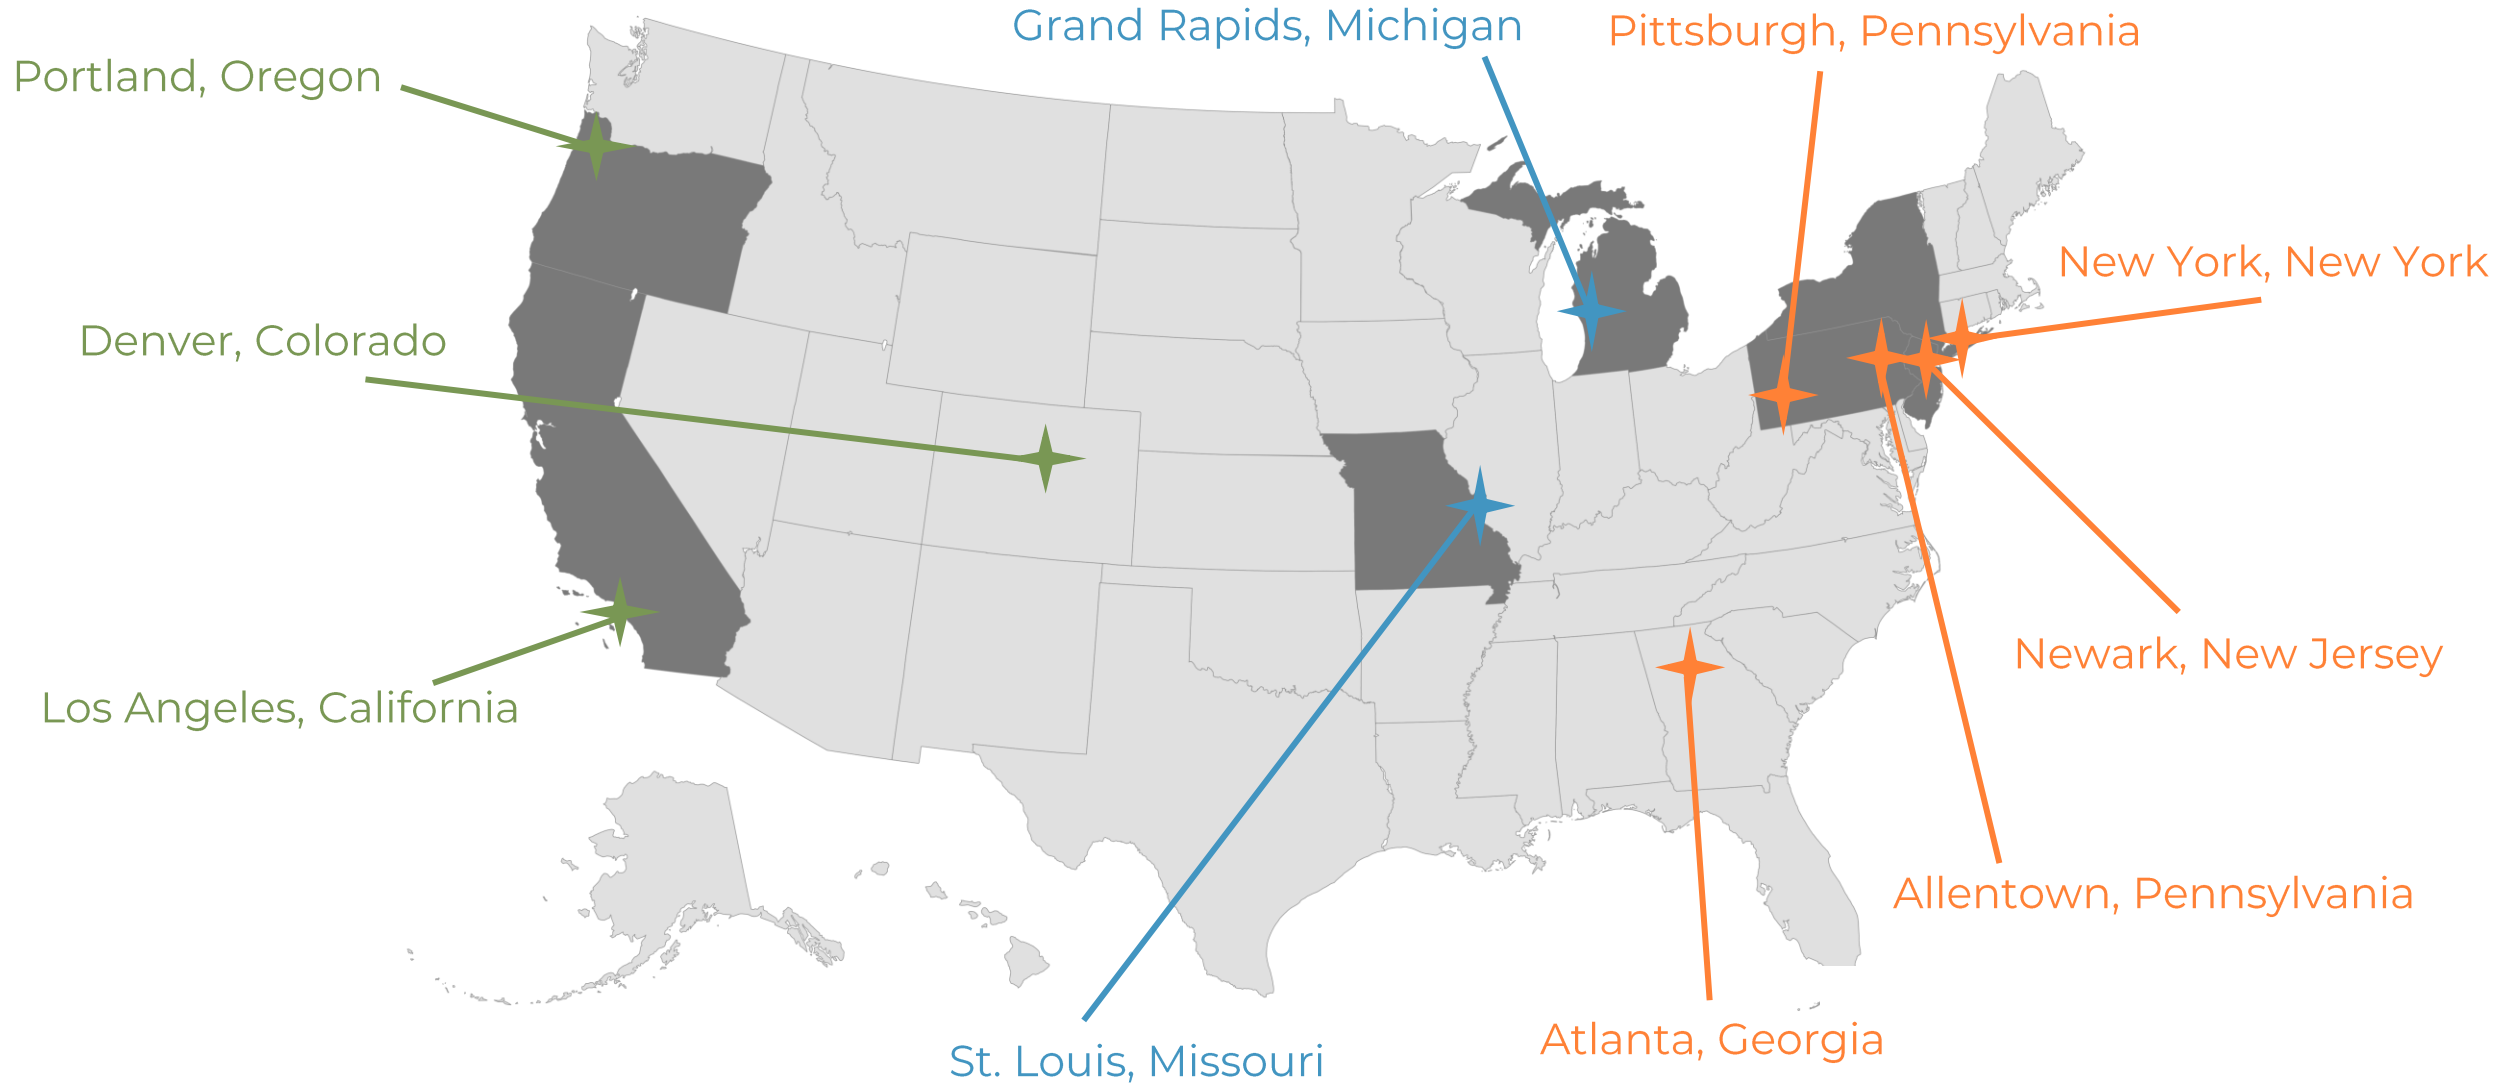 Grand Rapids, Michigan
Pittsburgh, Pennsylvania
Portland, Oregon
New York, New York
Denver, Colorado
Newark, New Jersey
Los Angeles, California
Allentown, Pennsylvania
Atlanta, Georgia
St. Louis, Missouri